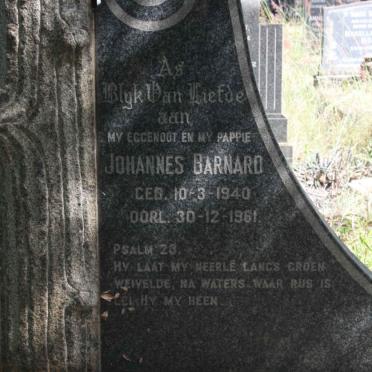 As
Blyk Van Liefde
aan
MY EGGENOOT EN MY PAPPIE
JOHANNES BARNARD
GEB. 10-3-1940
OORL. 30-12-1961.
PSALM 23.
HY LAAT MY NEERLÊ LANGS GROEN
WEIVELDE, NA WATERS WAAR RUS IS
LEI HY MY HEEN.